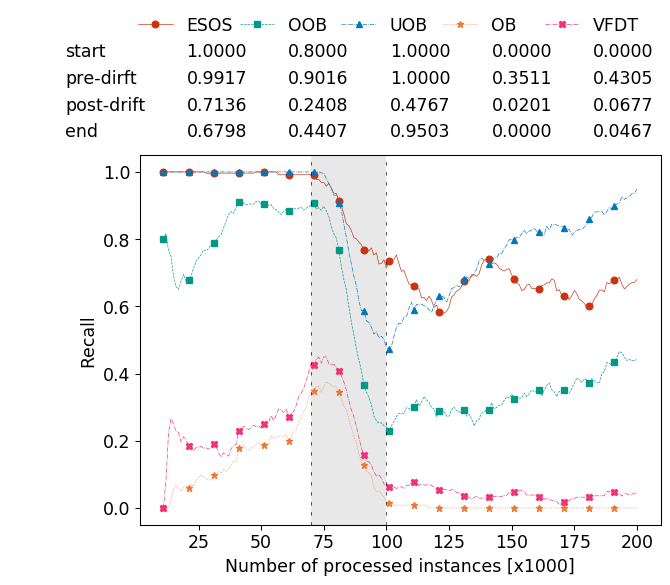 ESOS OOB UOB OB VFDT
start 1.0000 0.8000 1.0000 0.0000 0.0000
pre-dirft 0.9917 0.9016 1.0000 0.3511 0.4305
post-drift 0.7136 0.2408 0.4767 0.0201 0.0677
end 0.6798 0.4407 0.9503 0.0000 0.0467
1.0
0.8
0.6
0.4
0.2
0.0
Recall
25 50 75 100 125 150 175 200
Number of processed instances [x1000]